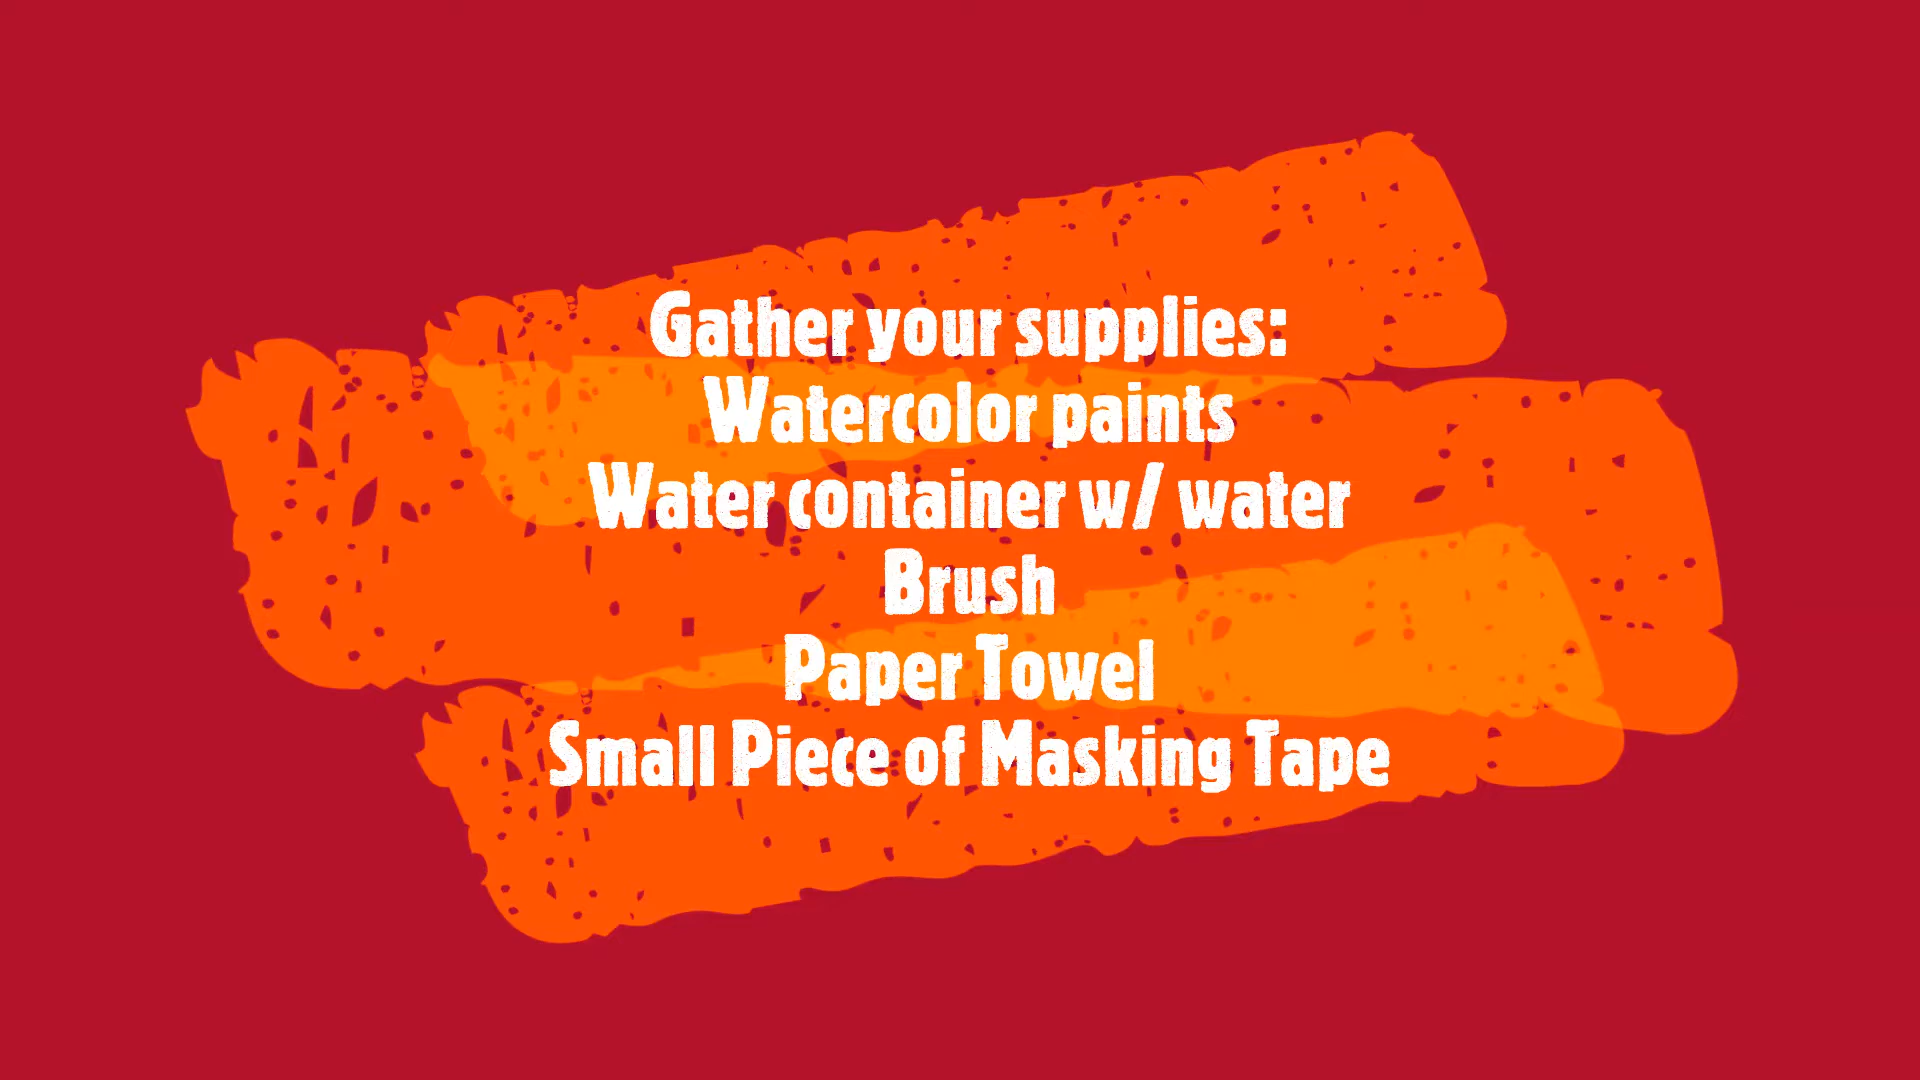 Gather your supplies:
Watercolor paints
Water container w/ water
Brush
Paper Towel
Small Piece of Masking Tape